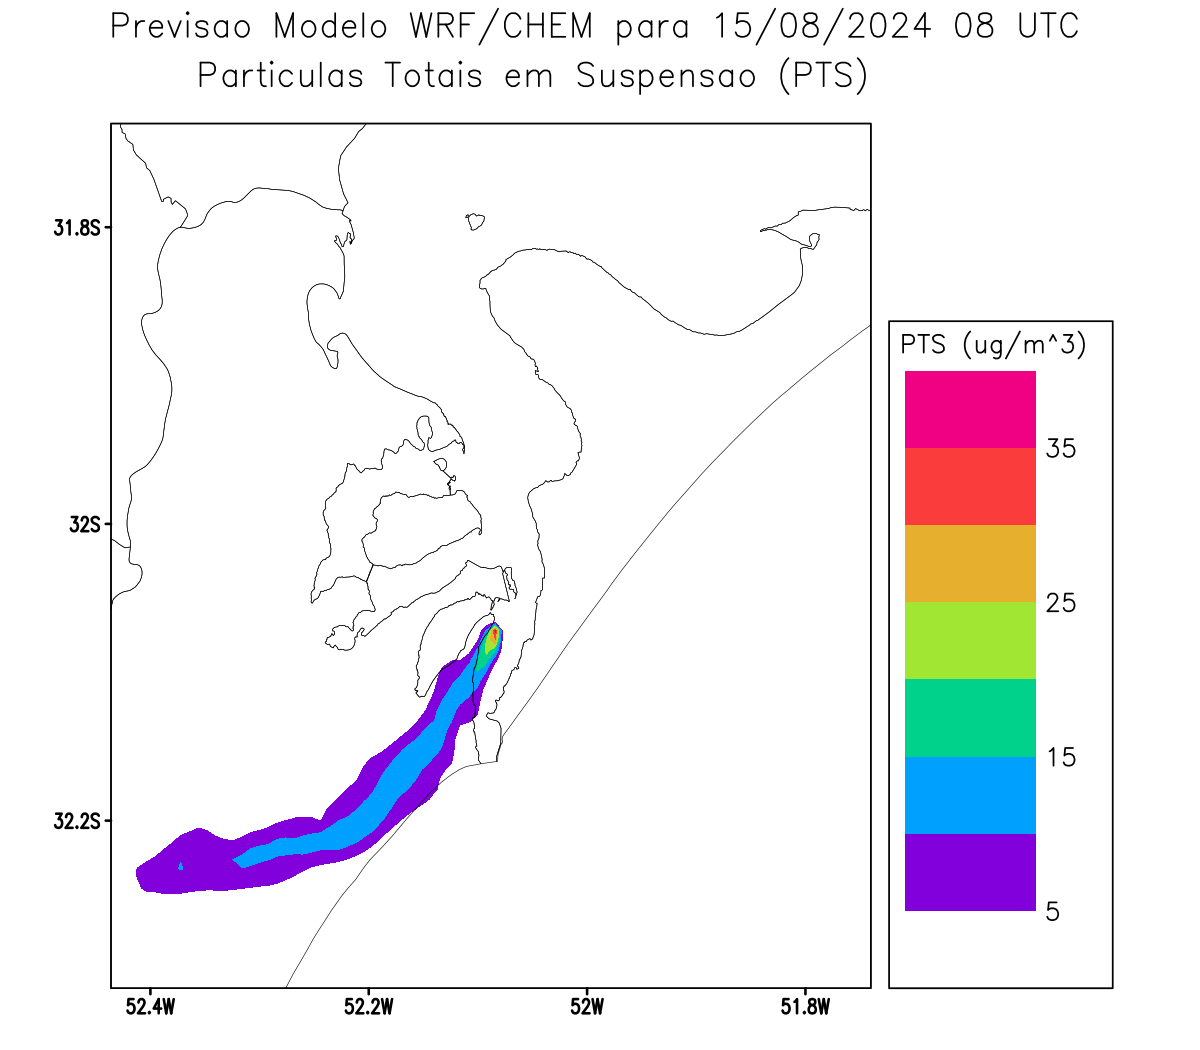 Previsao Modelo WRF/CHEM para 15/08/2024 08 UTC
Particulas Totais em Suspensao (PTS)
31.8S
32S
32.2S
52.4W
52.2W
52W
51.8W
PTS (ug/m^3)
35
25
15
5